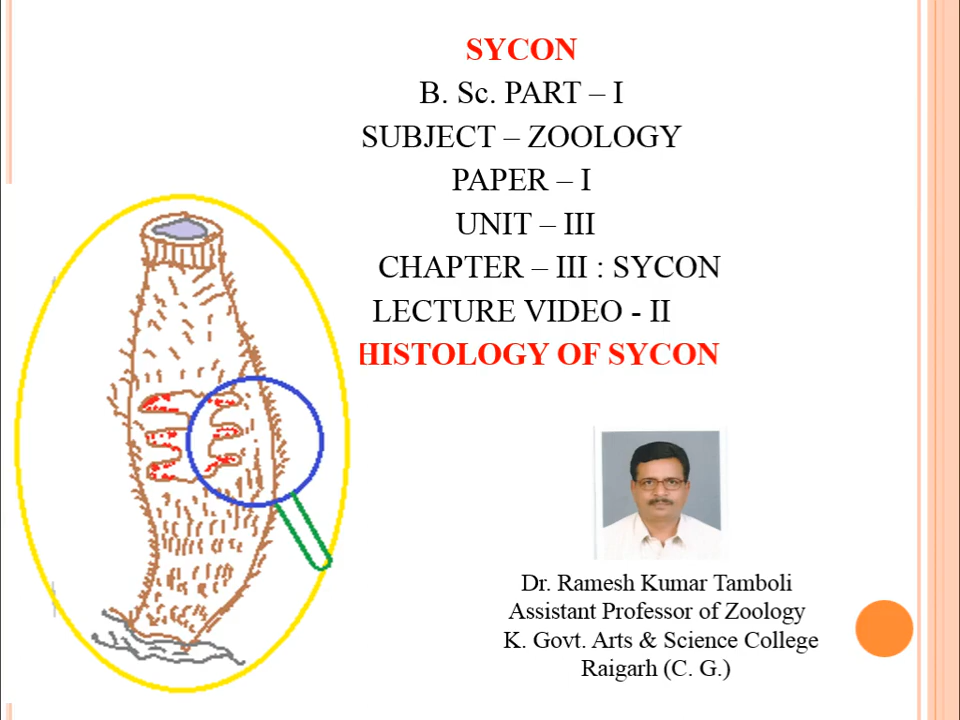 SYCON
B. Sc. PART – I
SUBJECT – ZOOLOGY
PAPER – I
UNIT – III
CHAPTER – III : SYCON
LECTURE VIDEO - II
HISTOLOGY OF SYCON
Dr. Ramesh Kumar Tamboli
Assistant Professor of Zoology
K. Govt. Arts & Science College
Raigarh (C. G.)